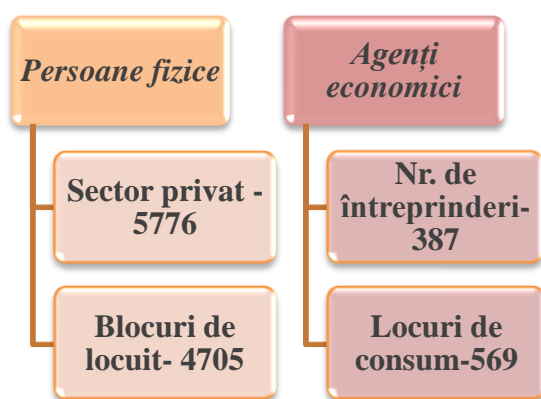 Persoane fizice
Sector privat -
5776
Blocuri de
locuit- 4705
Agenți
economici
Nr. de
întreprinderi-
387
Locuri de
consum-569